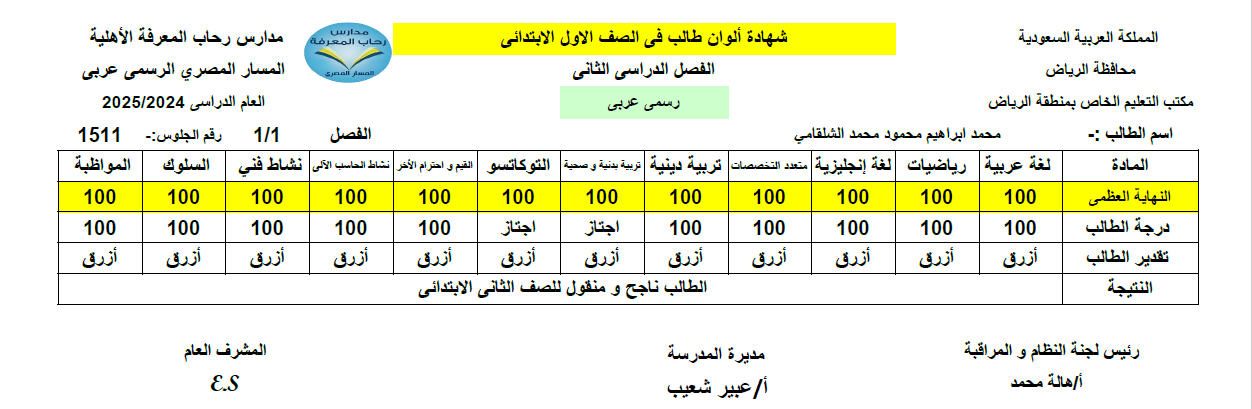 المملكة العربية السعودية
محافظة الرياض
مكتب التعليم الخاص بمنطقة الرياض
شهادة ألوان طالب فى الصف الاول الابتدائى
الفصل الدراسى الثانى
رسمى عربى
مدارس رحاب المعرفة
المسار المصرى
مدارس رحاب المعرفة الأهلية
المسار المصري الرسمى عربى
العام الدراسى 2025/2024
اسم الطالب :- محمد ابراهيم محمود محمد الشلقامي الفصل 1/1 رقم الجلوس:- 1511
المادة لغة عربية رياضيات لغة إنجليزية متعدد التخصصات تربية دينية تربية بدنية و صحية التوكاتسو القيم و احترام الأخر نشاط الحاسب الآلى نشاط فني السلوك المواظبة
النهاية العظمى 100 100 100 100 100 100 100 100 100 100 100 100
درجة الطالب 100 100 100 100 100 اجتاز اجتاز 100 100 100 100 100
تقدير الطالب أزرق أزرق أزرق أزرق أزرق أزرق أزرق أزرق أزرق أزرق أزرق أزرق
النتيجة الطالب ناجح و منقول للصف الثانى الابتدائى
رئيس لجنة النظام و المراقبة
أ/هالة محمد
مديرة المدرسة
أ/عبير شعيب
المشرف العام
E.S